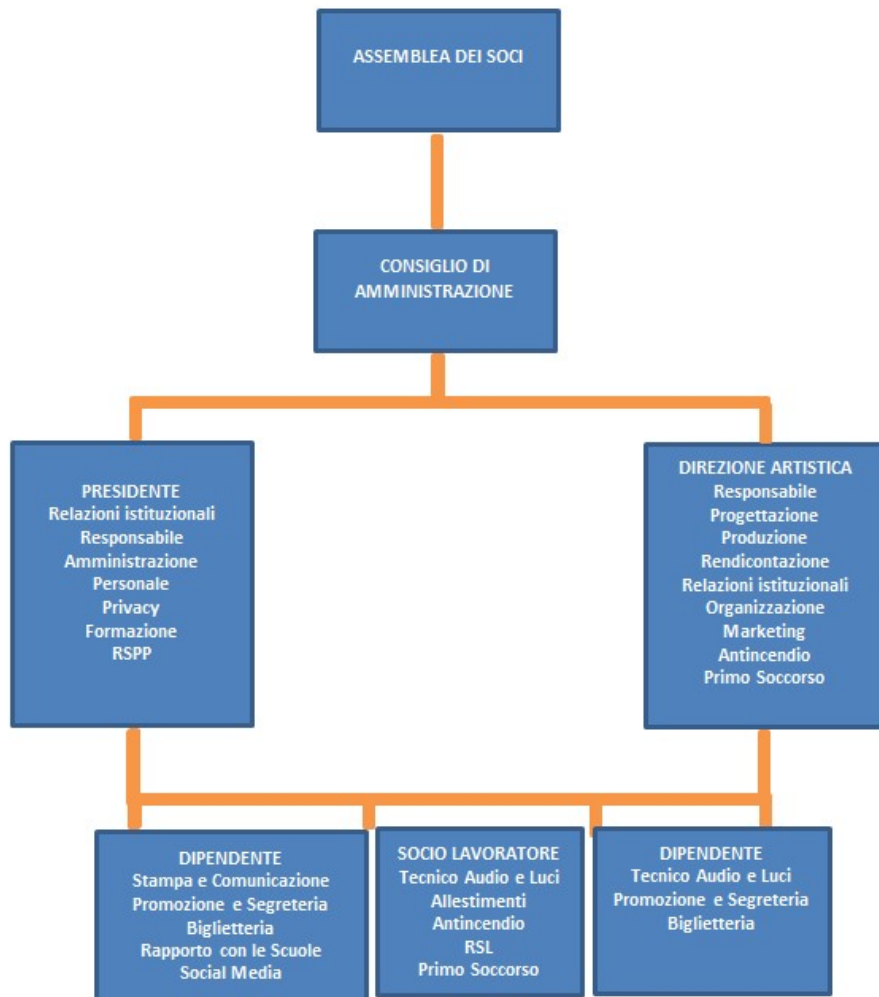 ASSEMBLEA DEI SOCI
CONSIGLIO DI
AMMINISTRAZIONE
PRESIDENTE
Relazioni istituzionali
Responsabile
Amministrazione
Personale
Privacy
Formazione
RSPP
DIREZIONE ARTISTICA
Responsabile
Progettazione
Produzione
Rendicontazione
Relazioni istituzionali
Organizzazione
Marketing
Antincendio
Primo Soccorso
DIPENDENTE
Stampa e Comunicazione
Promozione e Segreteria
Biglietteria
Rapporto con le Scuole
Social Media
SOCIO LAVORATORE
Tecnico Audio e Luci
Allestimenti
Antincendio
RSL
Primo Soccorso
DIPENDENTE
Tecnico Audio e Luci
Promozione e Segreteria
Biglietteria